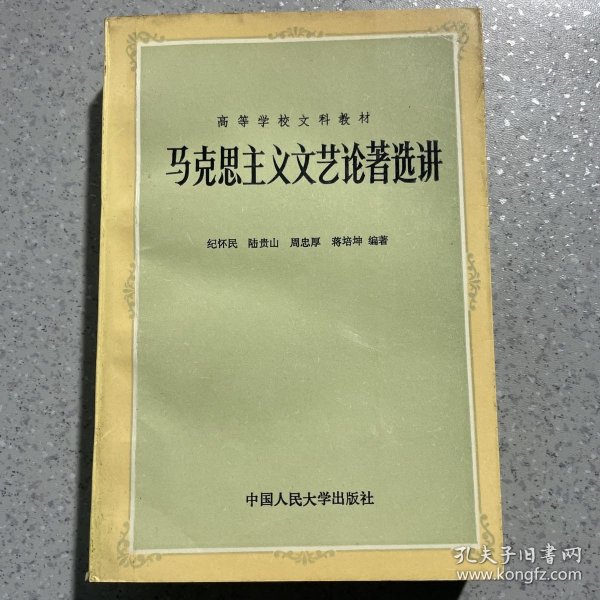 高等学校文科教材
马克思主义文艺论著选讲
纪怀民 陆贵山 周忠厚 蒋培坤 编著
中国人民大学出版社
孔夫子旧书网
www.kongfz.com